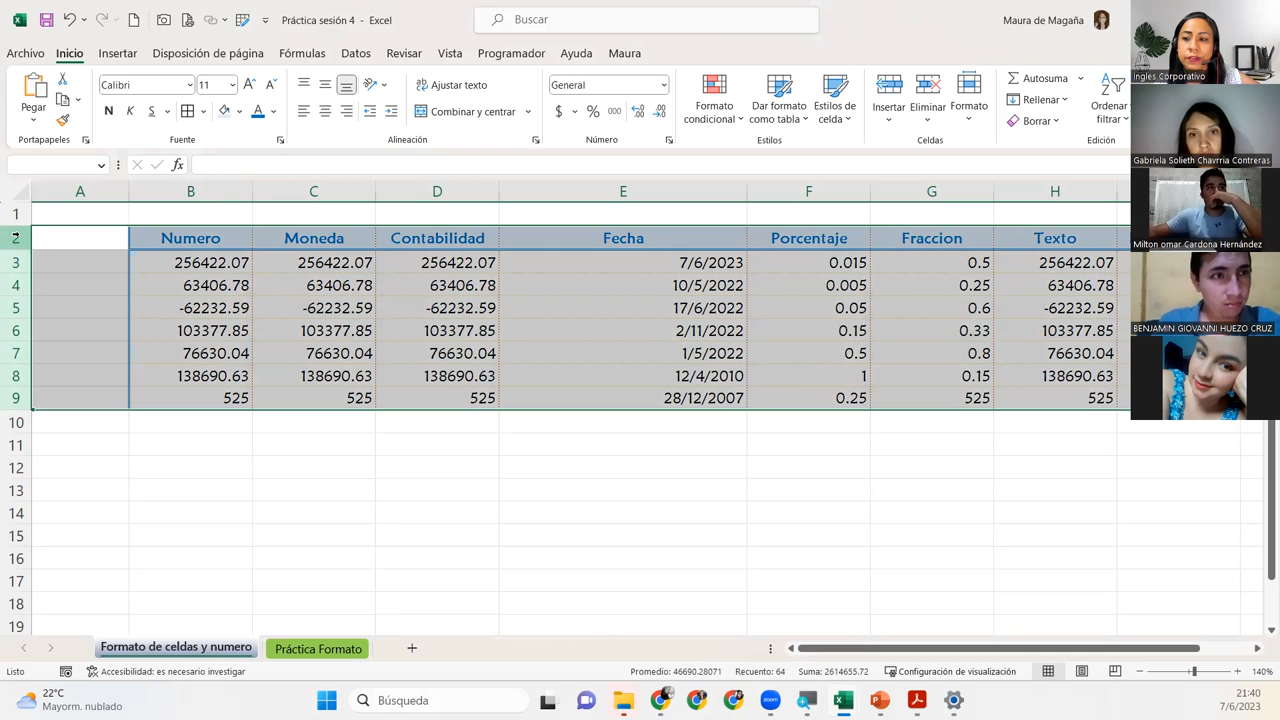 Práctica sesión 4 - Excel
Buscar
Maura de Magaña
Archivo Inicio Insertar Disposición de página Fórmulas Datos Revisar Vista Programador Ayuda Maura
Pegar
Calibri 11
N K S
Ajustar texto
Combinar y centrar
General
$ % 000
Formato condicional
Dar formato como tabla
Estilos de celda
Insertar Eliminar Formato
Autosuma
Rellenar
Borrar
Ordenar filtrar
Portapapeles Fuente Alineación Número Estilos Celdas Edición
fx
A B C D E F G H
1
2 Numero Moneda Contabilidad Fecha Porcentaje Fraccion Texto
3 256422.07 256422.07 256422.07 7/6/2023 0.015 0.5 256422.07
4 63406.78 63406.78 63406.78 10/5/2022 0.005 0.25 63406.78
5 -62232.59 -62232.59 -62232.59 17/6/2022 0.05 0.6 -62232.59
6 103377.85 103377.85 103377.85 2/11/2022 0.15 0.33 103377.85
7 76630.04 76630.04 76630.04 1/5/2022 0.5 0.8 76630.04
8 138690.63 138690.63 138690.63 12/4/2010 1 0.15 138690.63
9 525 525 525 28/12/2007 0.25 525 525
10
11
12
13
14
15
16
17
18
19
Formato de celdas y numero Práctica Formato
Listo Accesibilidad: es necesario investigar Promedio: 46690.28071 Recuento: 64 Suma: 2614655.72 Configuración de visualización 140%
22°C
Mayorm. nublado
Búsqueda
zoom
21:40
7/6/2023
Ingles Corporativo
Gabriela Solieth Chavrria Contreras
Milton omar Cardona Hernández
BENJAMIN GIOVANNI HUEZO CRUZ